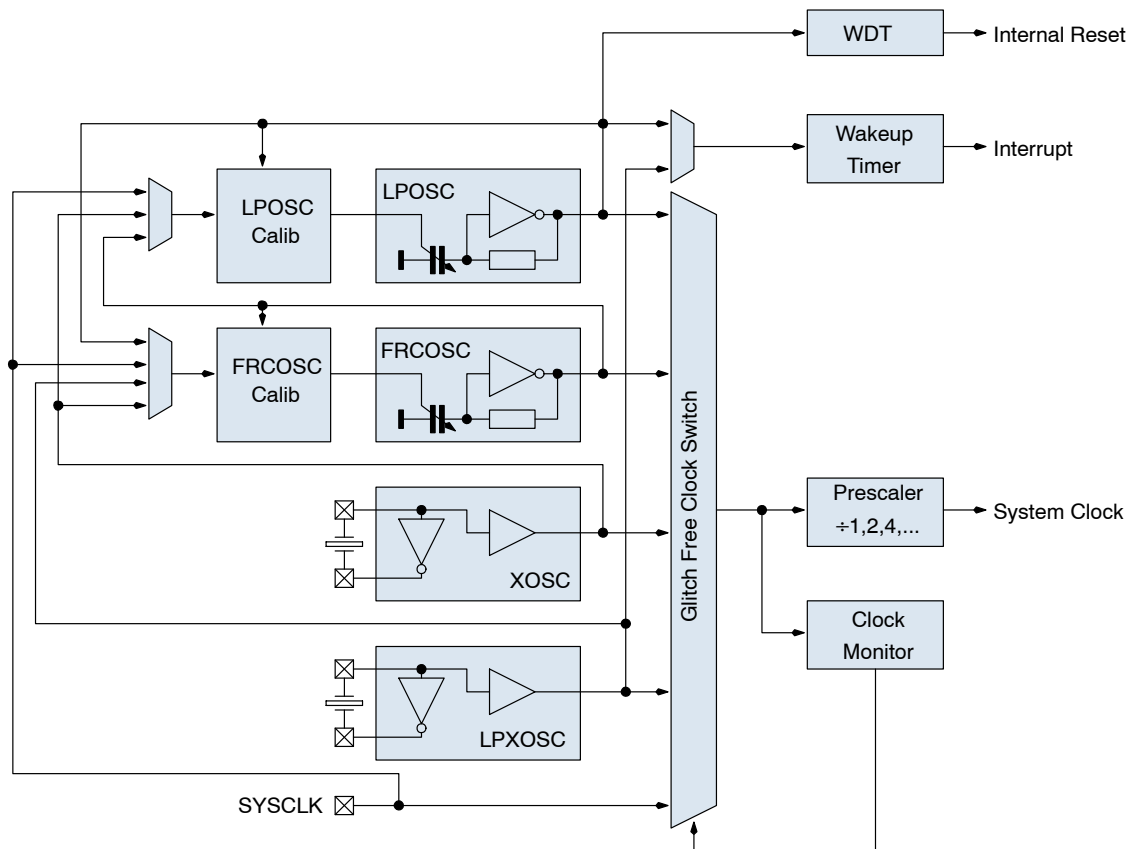 WDT
Internal Reset
Wakeup
Timer
Interrupt
LPOSC
Calib
LPOSC
FRCOSC
Calib
FRCOSC
Glitch Free Clock Switch
XOSC
Prescaler
÷1,2,4,...
System Clock
Clock
Monitor
LPXOSC
SYSCLK